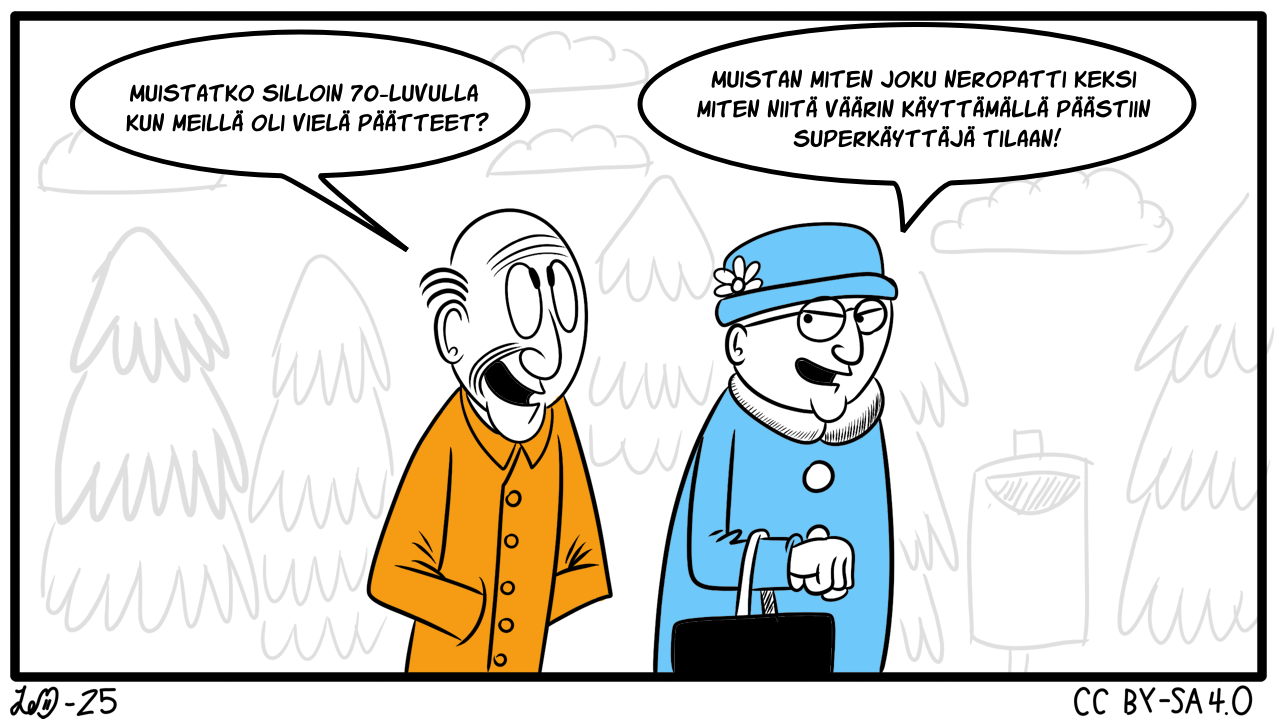 MUISTATKO SILLOIN 70-LUVULLA
KUN MEILLÄ OLI VIELÄ PÄÄTTEET?
MUISTAN MITEN JOKU NEROPATTI KEKSI
MITEN NIITÄ VÄÄRIN KÄYTTÄMÄLLÄ PÄÄSTIIN
SUPERKÄYTTÄJÄ TILAAN!
-25
CC BY-SA 4.0